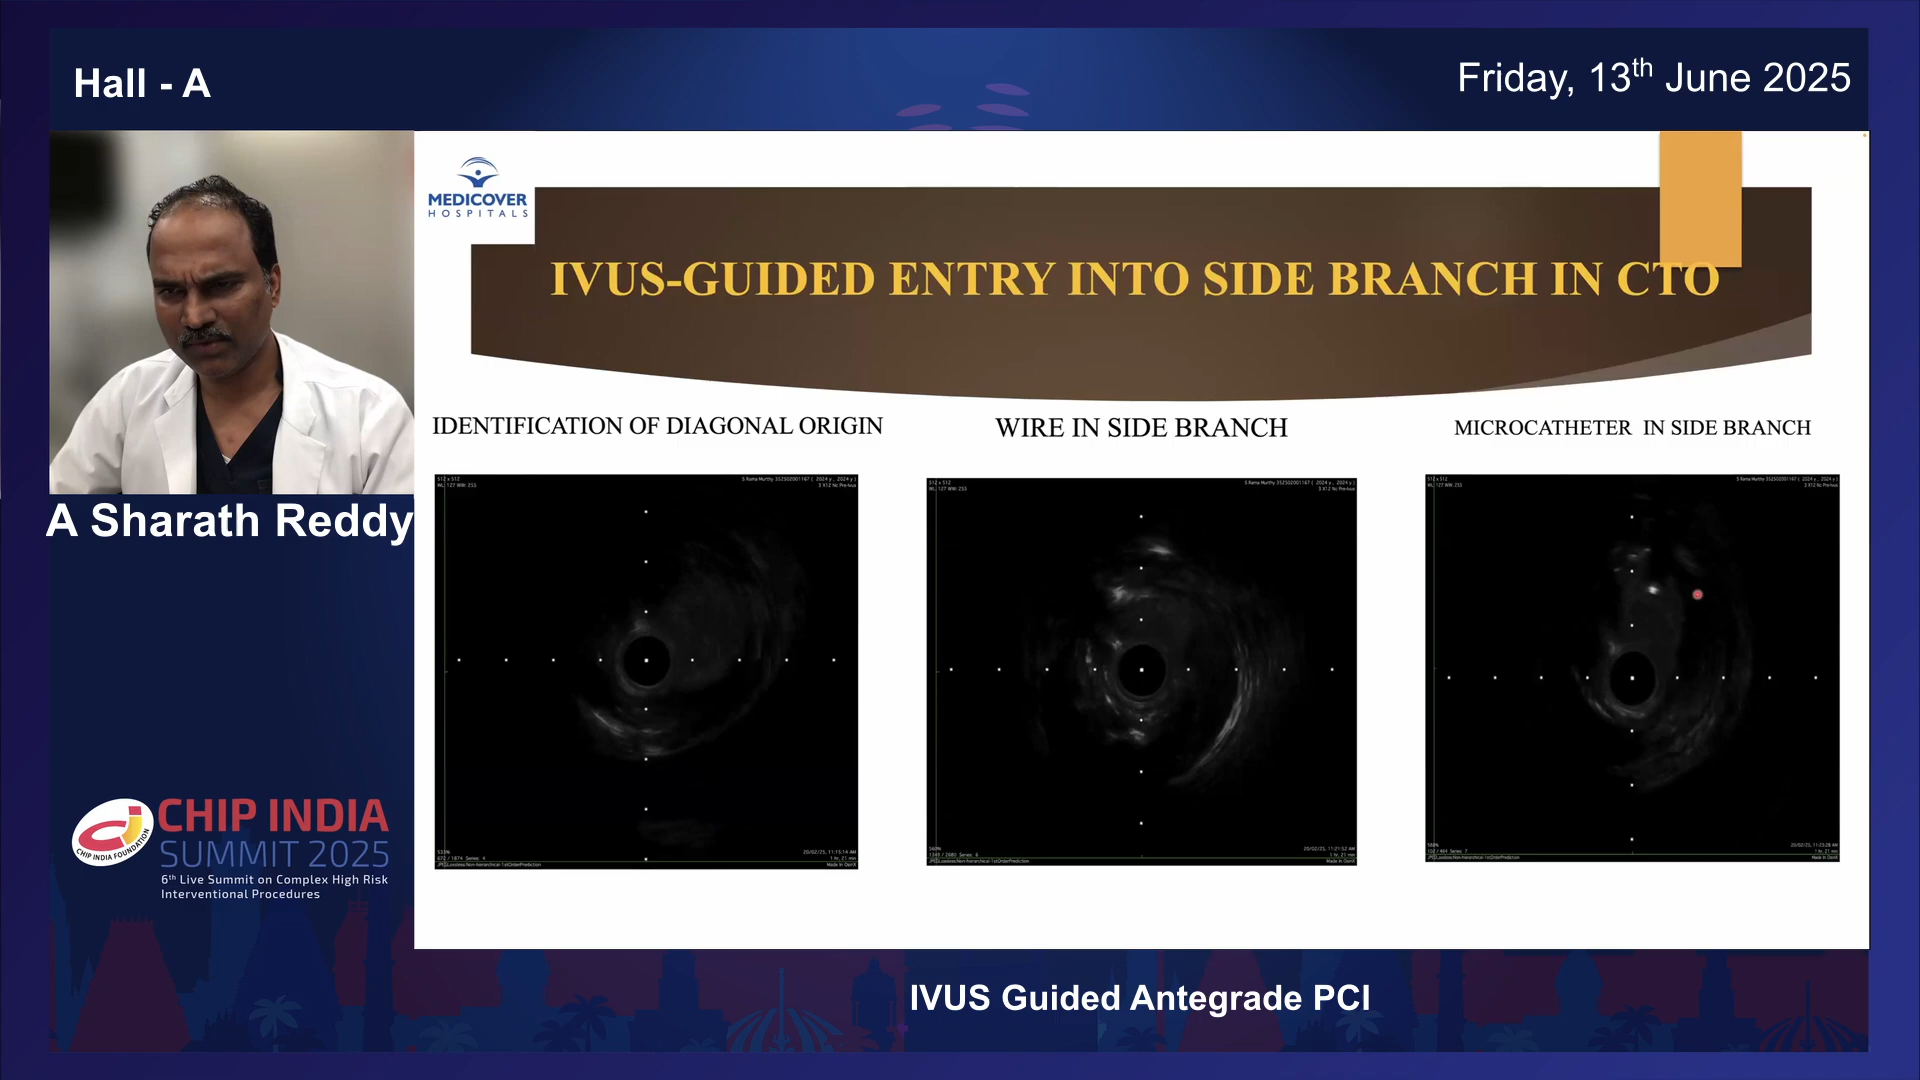 Hall - A
Friday, 13th June 2025
MEDICOVER
HOSPITALS
IVUS-GUIDED ENTRY INTO SIDE BRANCH IN CTO
IDENTIFICATION OF DIAGONAL ORIGIN
WIRE IN SIDE BRANCH
MICROCATHETER IN SIDE BRANCH
A Sharath Reddy
CHIP INDIA
SUMMIT 2025
6th Live Summit on Complex High Risk
Interventional Procedures
CHIP INDIA FOUNDATION
IVUS Guided Antegrade PCI